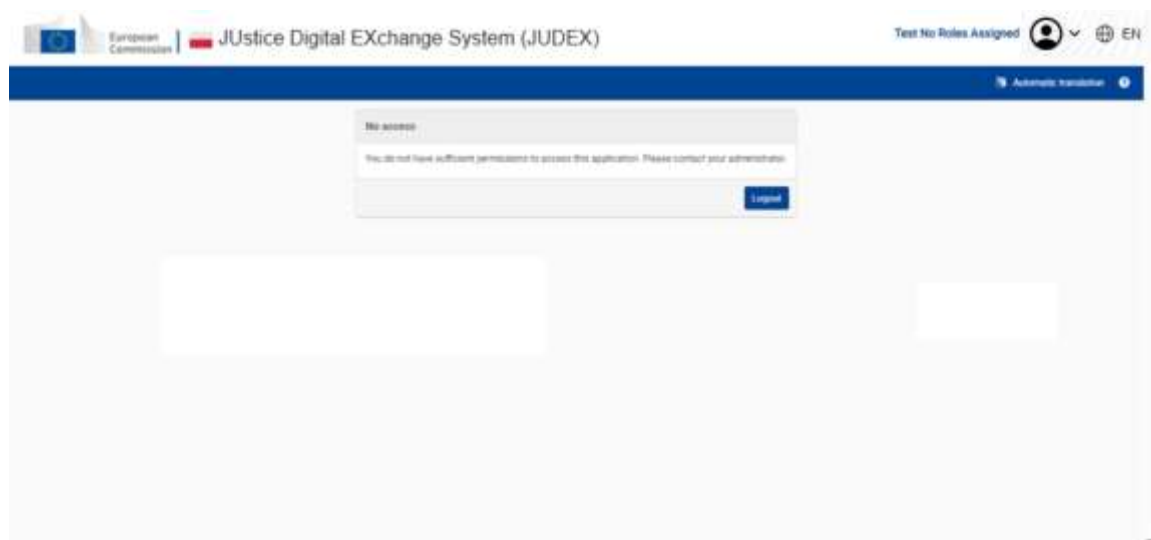 European
Commission
JUstice Digital EXchange System (JUDEX)
Test No Roles Assigned
EN
Automatic translation
No access
You do not have sufficient permissions to access this application. Please contact your administrator.
Logout